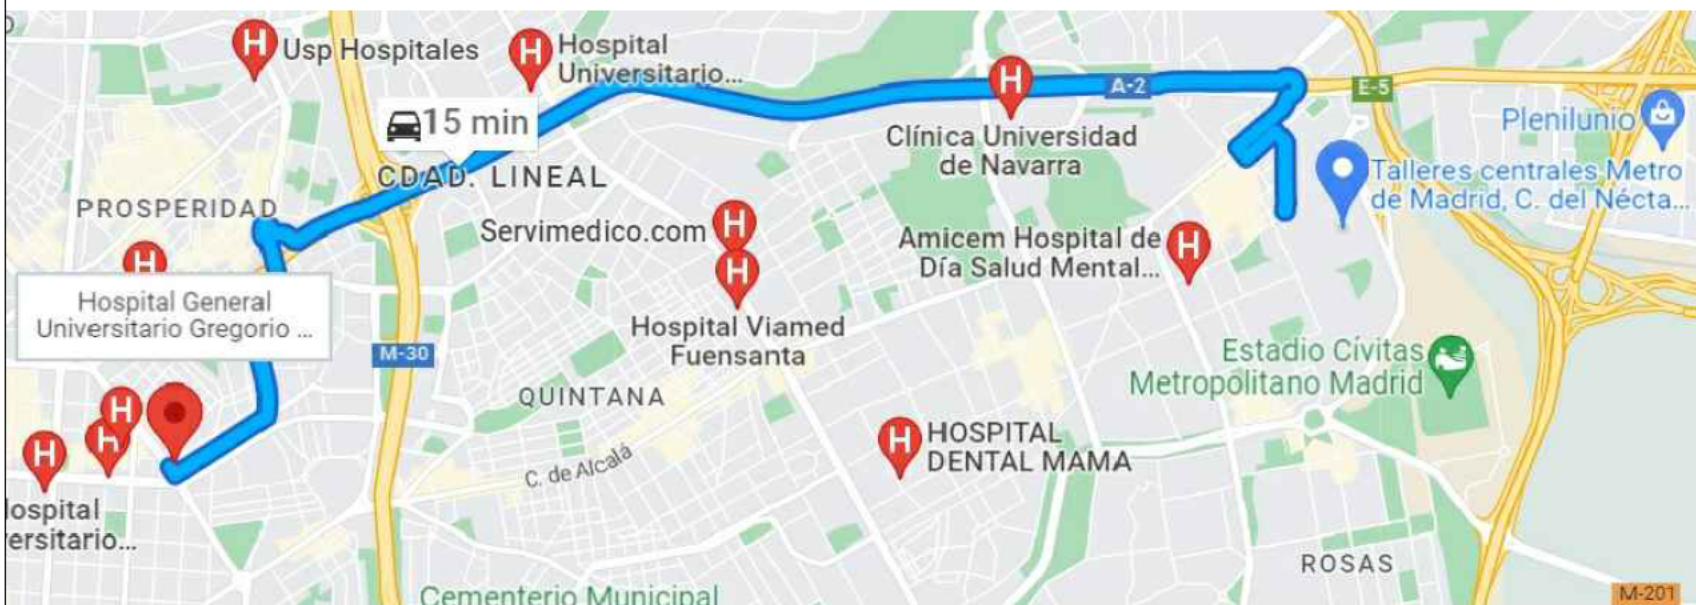 Usp Hospitales
Hospital
Universitario...
15 min
CDAD. LINEAL
PROSPERIDAD
Hospital General
Universitario Gregorio ...
M-30
A-2
E-5
Clínica Universidad
de Navarra
Plenilunio
Talleres centrales Metro
de Madrid, C. del Nécta...
Servimedico.com
Hospital Viamed
Fuensanta
Amicem Hospital de
Día Salud Mental...
Estadio Cívitas
Metropolitano Madrid
QUINTANA
C. de Alcalá
HOSPITAL
DENTAL MAMA
ospital
ersitario...
ROSAS
Cementerio Municipal
M-201
H
H
H
H
H
H
H
H
H
H
H